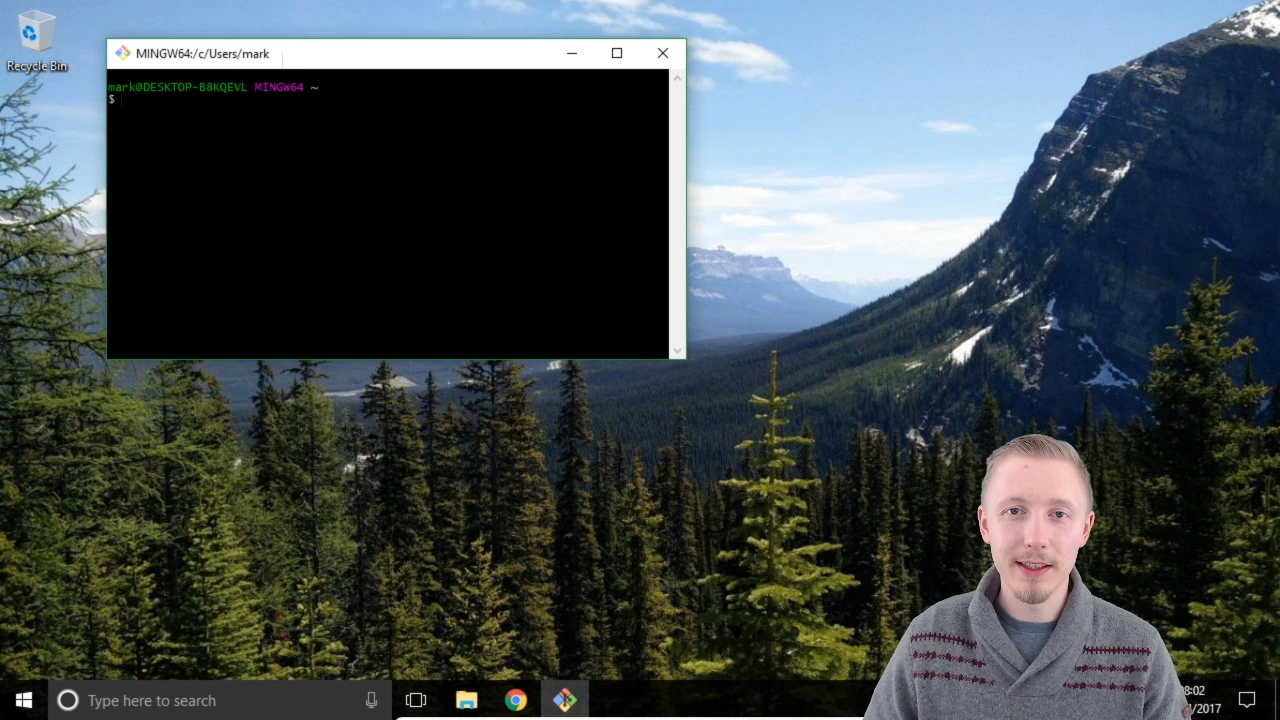 Recycle Bin
MINGW64:/c/Users/mark
mark@DESKTOP-B8KQEVL MINGW64 ~
$
Type here to search
8:02
/2017